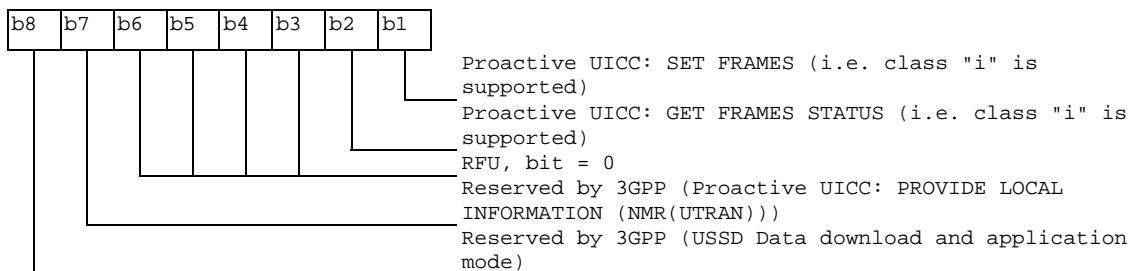 b8 b7 b6 b5 b4 b3 b2 b1
Proactive UICC: SET FRAMES (i.e. class "i" is
supported)
Proactive UICC: GET FRAMES STATUS (i.e. class "i" is
supported)
RFU, bit = 0
Reserved by 3GPP (Proactive UICC: PROVIDE LOCAL
INFORMATION (NMR(UTRAN)))
Reserved by 3GPP (USSD Data download and application
mode)